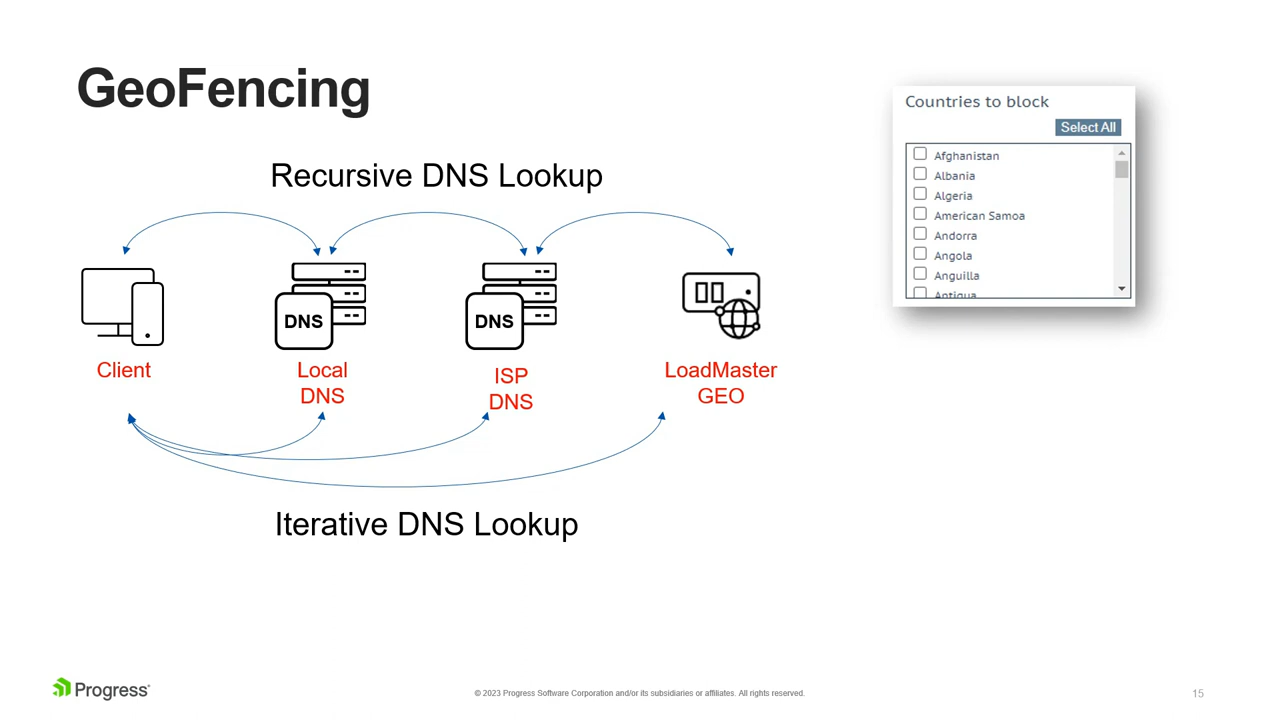 GeoFencing
Countries to block
Select All
Afghanistan
Albania
Algeria
American Samoa
Andorra
Angola
Anguilla
Antigua
Recursive DNS Lookup
DNS
DNS
Client
Local
DNS
ISP
DNS
LoadMaster
GEO
Iterative DNS Lookup
Progress
© 2023 Progress Software Corporation and/or its subsidiaries or affiliates. All rights reserved.
15